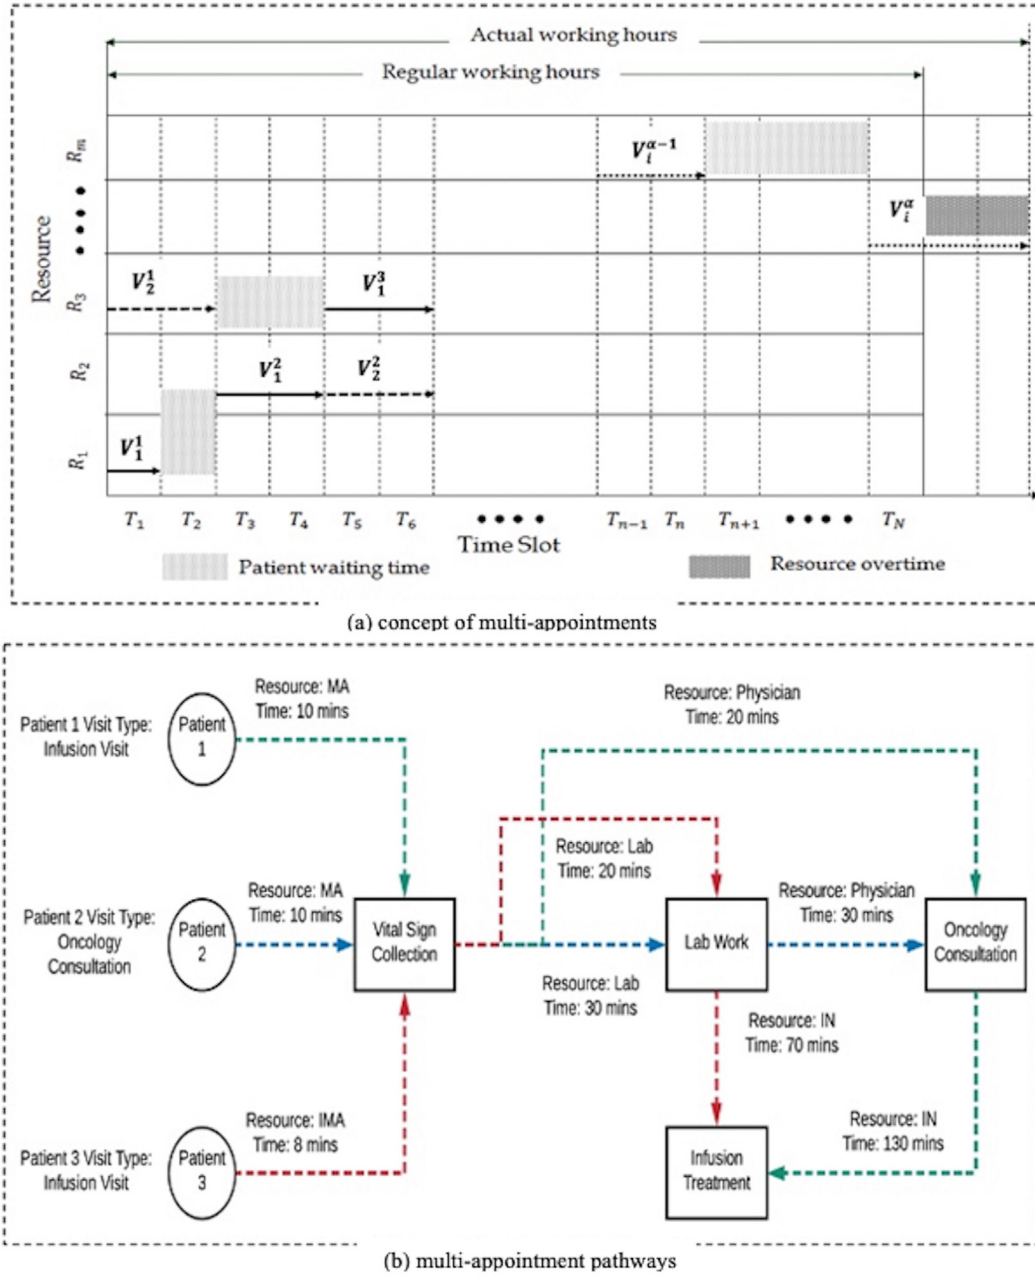 Actual working hours
Regular working hours
Resource
R_m
R_3
R_2
R_1
V_i^{α−1}
V_i^α
V_2^1
V_1^3
V_1^2
V_2^2
V_1^1
T_1 T_2 T_3 T_4 T_5 T_6 T_{n−1} T_n T_{n+1} T_N
Time Slot
Patient waiting time
Resource overtime
(a) concept of multi-appointments
Resource: MA
Time: 10 mins
Resource: Physician
Time: 20 mins
Patient 1 Visit Type:
Infusion Visit
Patient
1
Resource: Lab
Time: 20 mins
Resource: MA
Time: 10 mins
Resource: Physician
Time: 30 mins
Patient 2 Visit Type:
Oncology
Consultation
Patient
2
Vital Sign
Collection
Lab Work
Oncology
Consultation
Resource: Lab
Time: 30 mins
Resource: IN
Time: 70 mins
Resource: IMA
Time: 8 mins
Resource: IN
Time: 130 mins
Patient 3 Visit Type:
Infusion Visit
Patient
3
Infusion
Treatment
(b) multi-appointment pathways